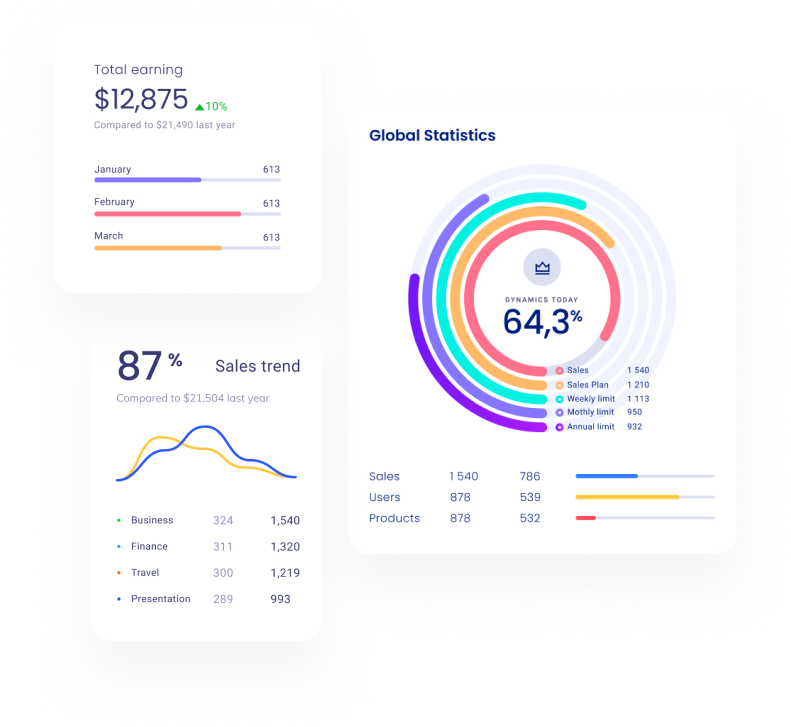 Total earning
$12,875 10%
Compared to $21,490 last year
January 613
February 613
March 613
87 % Sales trend
Compared to $21,504 last year
Business 324 1,540
Finance 311 1,320
Travel 300 1,219
Presentation 289 993
Global Statistics
DYNAMICS TODAY
64,3%
Sales 1 540
Sales Plan 1 210
Weekly limit 1 113
Mothly limit 950
Annual limit 932
Sales 1 540 786
Users 878 539
Products 878 532